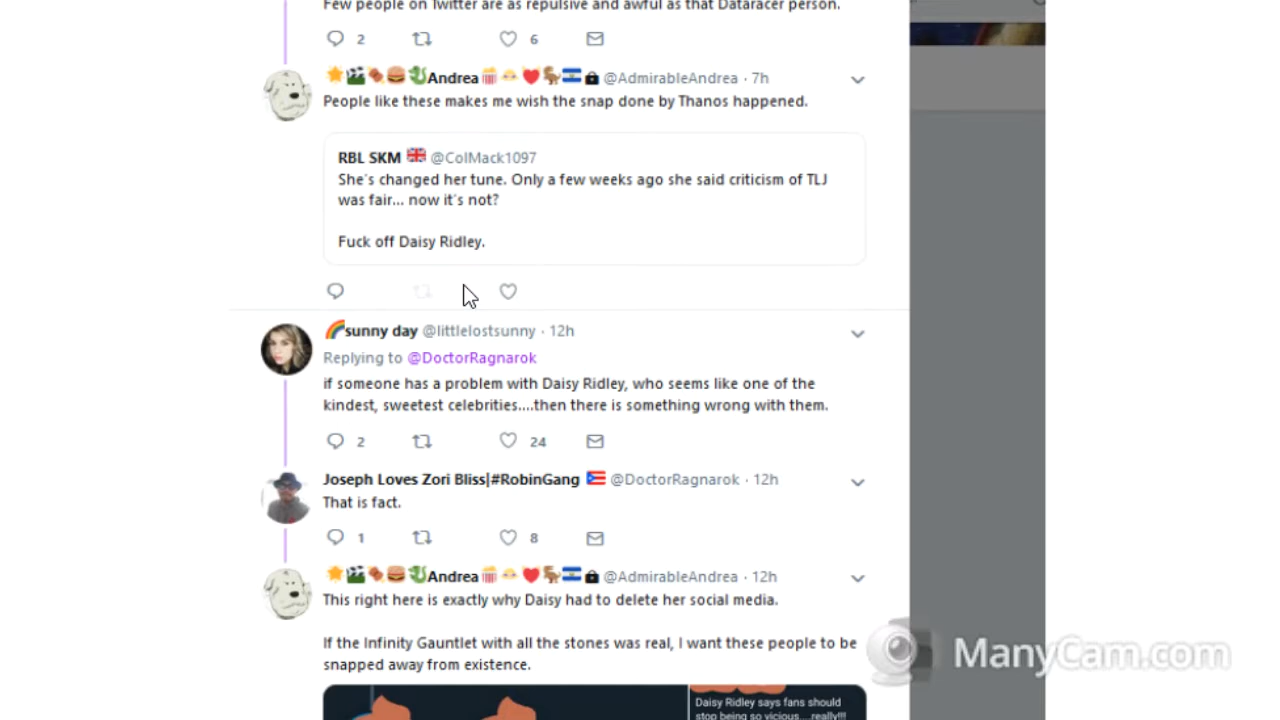 Few people on Twitter are as repulsive and awful as that Dataracer person.
2 6
Andrea @AdmirableAndrea · 7h
People like these makes me wish the snap done by Thanos happened.
RBL SKM @ColMack1097
She's changed her tune. Only a few weeks ago she said criticism of TLJ
was fair... now it's not?
Fuck off Daisy Ridley.
sunny day @littlelostsunny · 12h
Replying to @DoctorRagnarok
if someone has a problem with Daisy Ridley, who seems like one of the
kindest, sweetest celebrities....then there is something wrong with them.
2 24
Joseph Loves Zori Bliss|#RobinGang @DoctorRagnarok · 12h
That is fact.
1 8
Andrea @AdmirableAndrea · 12h
This right here is exactly why Daisy had to delete her social media.
If the Infinity Gauntlet with all the stones was real, I want these people to be
snapped away from existence.
ManyCam.com
Daisy Ridley says fans should
stop being so vicious....really!!!